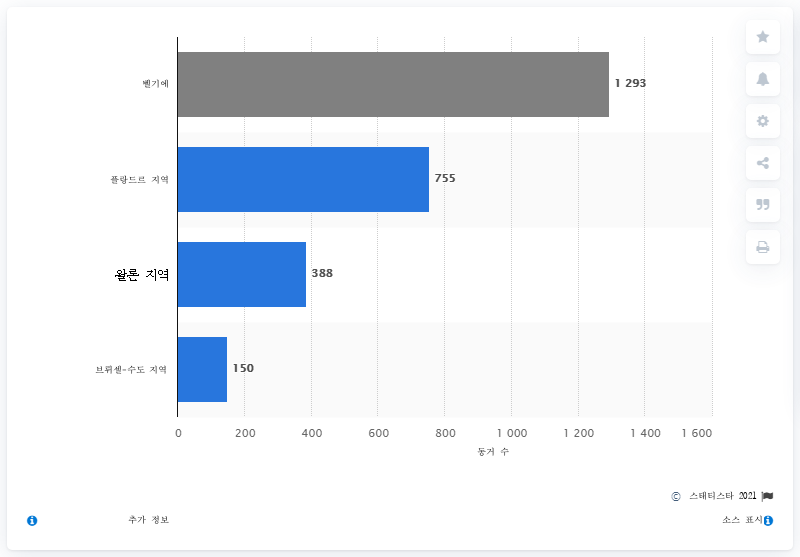 벨기에
1 293
플랑드르 지역
755
왈론 지역
388
브뤼셀-수도 지역
150
0 200 400 600 800 1 000 1 200 1 400 1 600
동거 수
© 스태티스타 2021
추가 정보
소스 표시